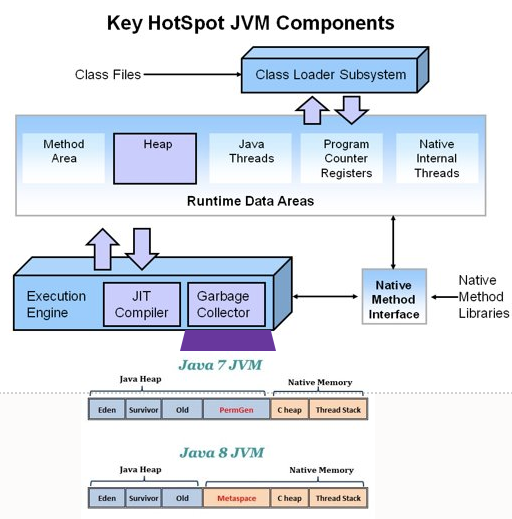 Key HotSpot JVM Components
Class Files
Class Loader Subsystem
Method
Area
Heap
Java
Threads
Program
Counter
Registers
Native
Internal
Threads
Runtime Data Areas
Execution
Engine
JIT
Compiler
Garbage
Collector
Native
Method
Interface
Native
Method
Libraries
Java 7 JVM
Java Heap
Native Memory
Eden
Survivor
Old
PermGen
C heap
Thread Stack
Java 8 JVM
Java Heap
Native Memory
Eden
Survivor
Old
Metaspace
C heap
Thread Stack